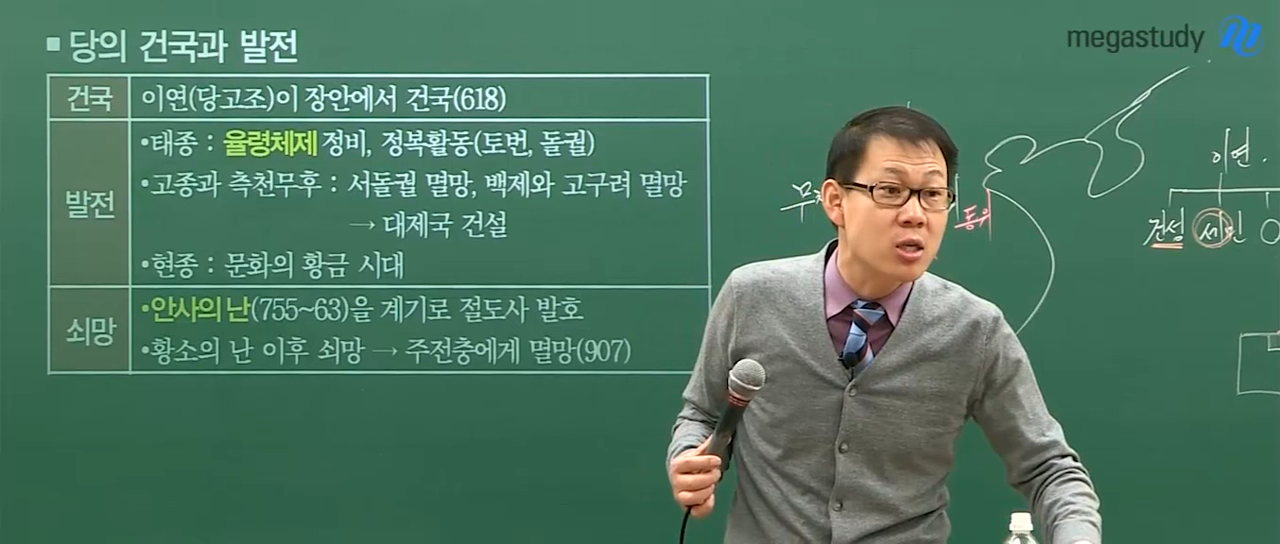 megastudy
▪ 당의 건국과 발전
건국
이연(당고조)이 장안에서 건국(618)
발전
•태종 : 율령체제 정비, 정복활동(도번, 돌궐)
•고종과 측천무후 : 서돌궐 멸망, 백제와 고구려 멸망
→ 대제국 건설
•현종 : 문화의 황금 시대
쇠망
•안사의 난(755~63)을 계기로 절도사 발호
•황소의 난 이후 쇠망 → 주전충에게 멸망(907)
이연.
건성 세민